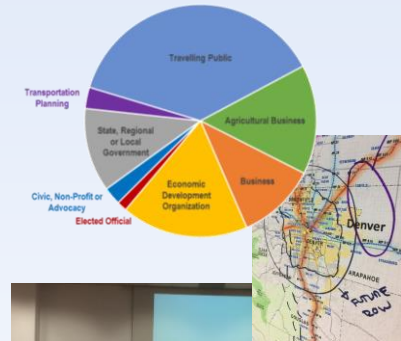 Travelling Public
Transportation
Planning
State, Regional
or Local
Government
Agricultural Business
Civic, Non-Profit or
Advocacy
Elected Official
Economic
Development
Organization
Business
Denver
ARAPAHOE
FUTURE
ROW